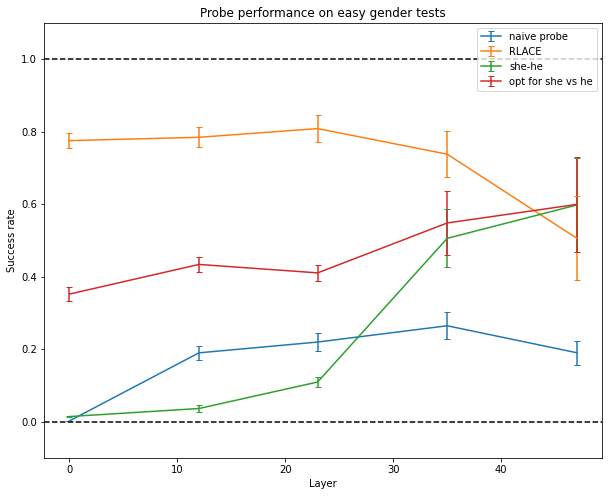 Probe performance on easy gender tests
naive probe
RLACE
she-he
opt for she vs he
1.0
0.8
0.6
0.4
0.2
0.0
Success rate
0 10 20 30 40
Layer